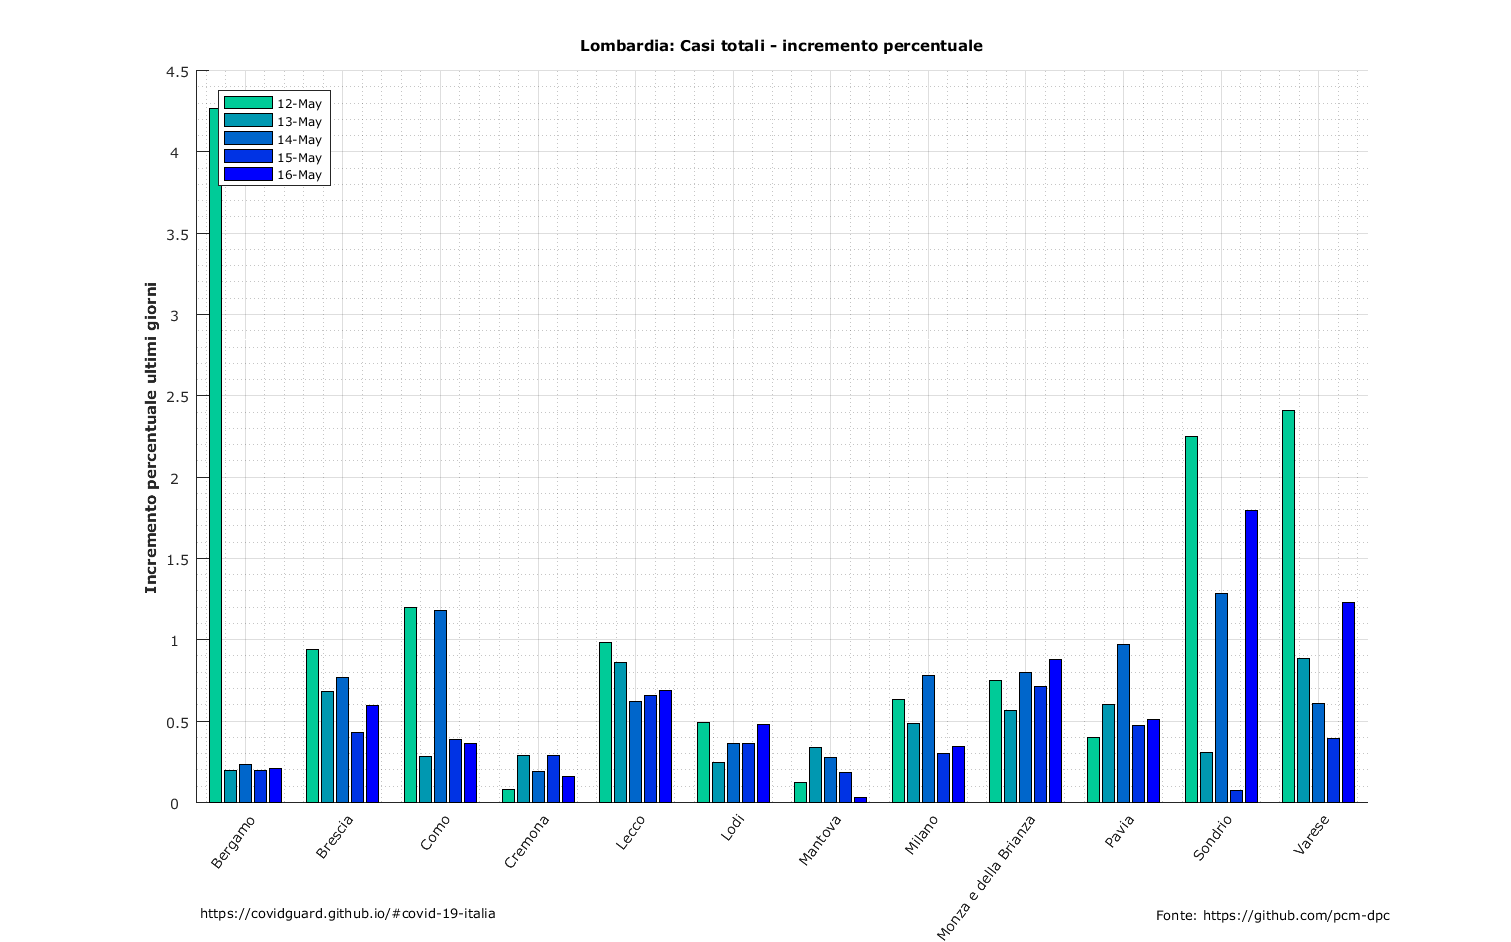 Lombardia: Casi totali - incremento percentuale
4.5
4
3.5
3
2.5
2
1.5
1
0.5
0
Incremento percentuale ultimi giorni
12-May
13-May
14-May
15-May
16-May
Bergamo
Brescia
Como
Cremona
Lecco
Lodi
Mantova
Milano
Monza e della Brianza
Pavia
Sondrio
Varese
https://covidguard.github.io/#covid-19-italia
Fonte: https://github.com/pcm-dpc